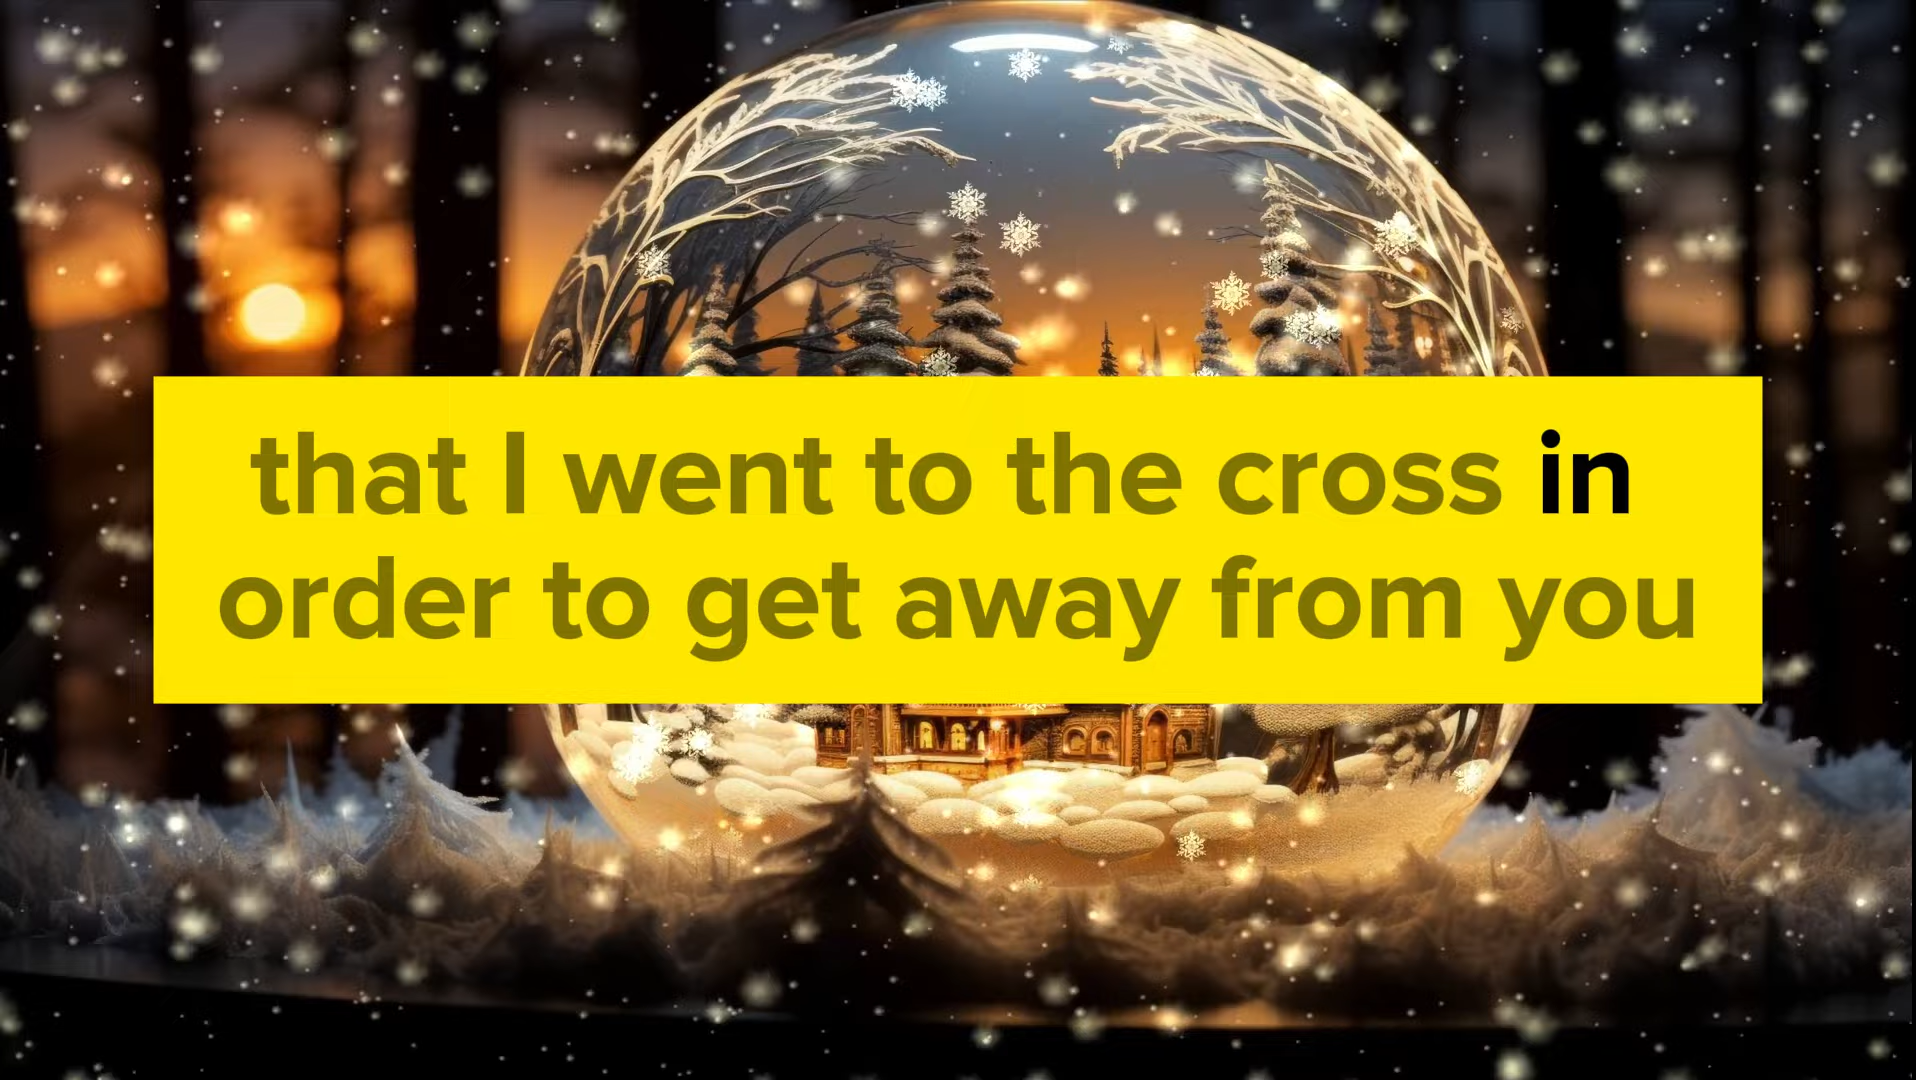 that I went to the cross in
order to get away from you